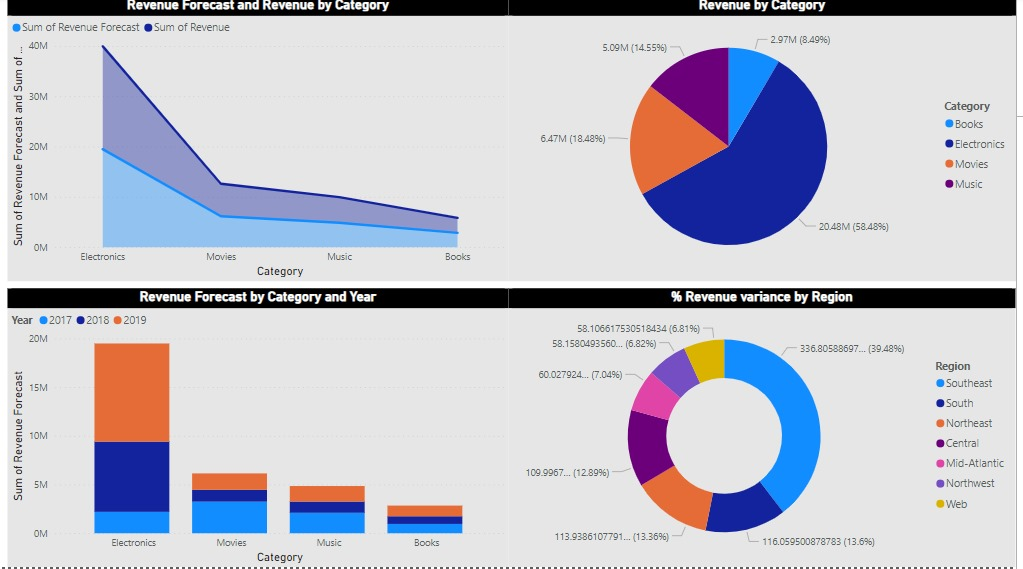 Revenue Forecast and Revenue by Category
Sum of Revenue Forecast Sum of Revenue
Sum of Revenue Forecast and Sum of ...
40M
30M
20M
10M
0M
Electronics Movies Music Books
Category
Revenue by Category
2.97M (8.49%)
5.09M (14.55%)
6.47M (18.48%)
20.48M (58.48%)
Category
Books
Electronics
Movies
Music
Revenue Forecast by Category and Year
Year 2017 2018 2019
Sum of Revenue Forecast
20M
15M
10M
5M
0M
Electronics Movies Music Books
Category
% Revenue variance by Region
58.106617530518434 (6.81%)
58.1580493560... (6.82%)
336.80588697... (39.48%)
60.027924... (7.04%)
109.9967... (12.89%)
113.9386107791... (13.36%)
116.059500878783 (13.6%)
Region
Southeast
South
Northeast
Central
Mid-Atlantic
Northwest
Web